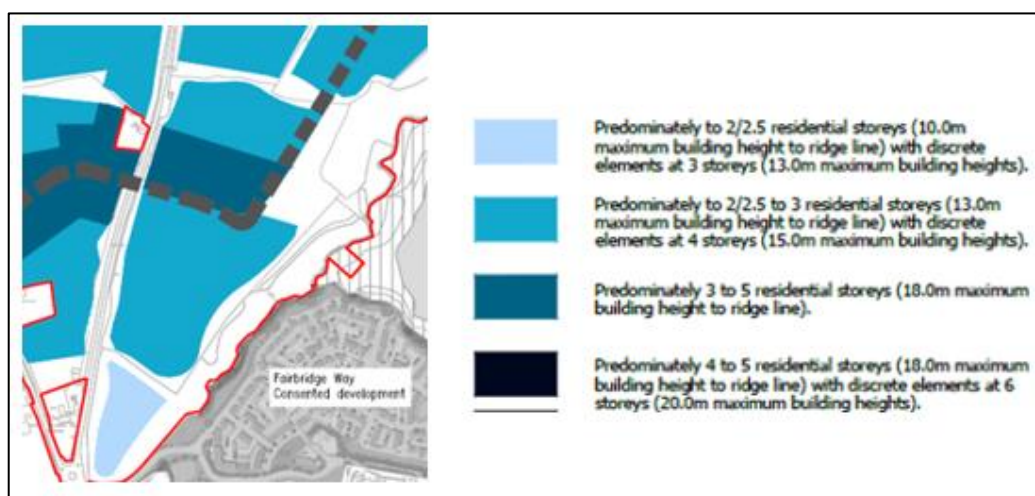 Fairbridge Way
Consented development
Predominately to 2/2.5 residential storeys (10.0m
maximum building height to ridge line) with discrete
elements at 3 storeys (13.0m maximum building heights).
Predominately to 2/2.5 to 3 residential storeys (13.0m
maximum building height to ridge line) with discrete
elements at 4 storeys (15.0m maximum building heights).
Predominately 3 to 5 residential storeys (18.0m maximum
building height to ridge line).
Predominately 4 to 5 residential storeys (18.0m maximum
building height to ridge line) with discrete elements at 6
storeys (20.0m maximum building heights).